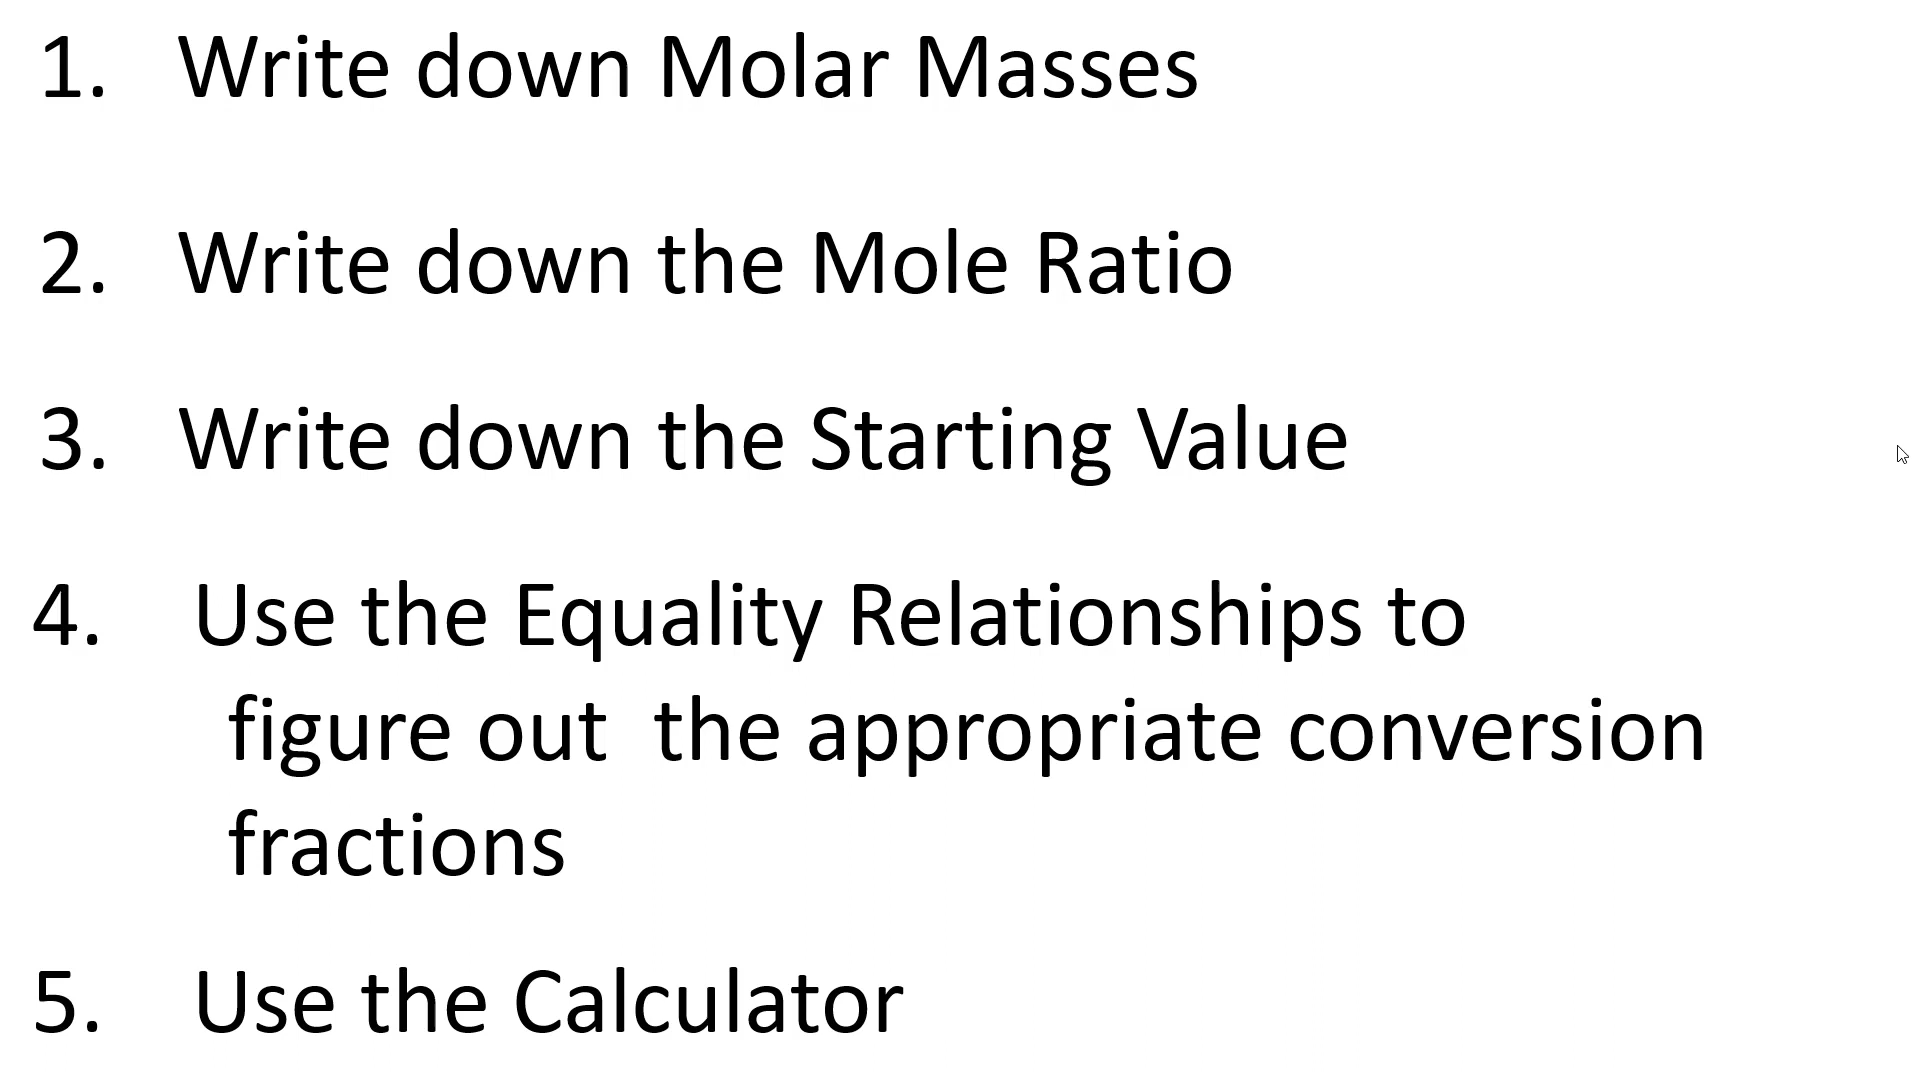 1. Write down Molar Masses
2. Write down the Mole Ratio
3. Write down the Starting Value
4. Use the Equality Relationships to
figure out  the appropriate conversion
fractions
5. Use the Calculator